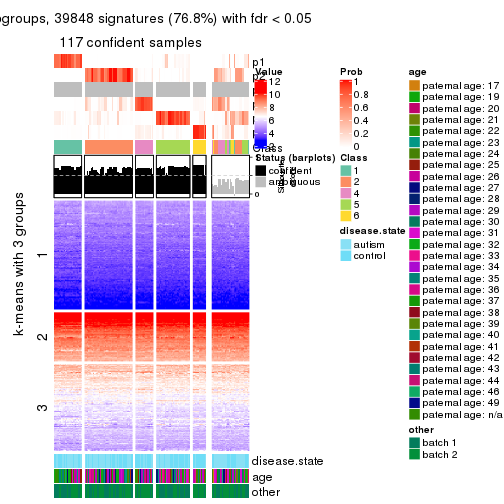 ogroups, 39848 signatures (76.8%) with fdr < 0.05
117 confident samples
p1
Value
12
10
8
6
4
Prob
1
0.8
0.6
0.4
0.2
0
Class
Status (barplots)
confident
ambiguous
0
Class
1
2
4
5
6
disease.state
autism
control
age
paternal age: 17
paternal age: 19
paternal age: 20
paternal age: 21
paternal age: 22
paternal age: 23
paternal age: 24
paternal age: 25
paternal age: 26
paternal age: 27
paternal age: 28
paternal age: 29
paternal age: 30
paternal age: 31
paternal age: 32
paternal age: 33
paternal age: 34
paternal age: 35
paternal age: 36
paternal age: 37
paternal age: 38
paternal age: 39
paternal age: 40
paternal age: 41
paternal age: 42
paternal age: 43
paternal age: 44
paternal age: 46
paternal age: 49
paternal age: n/a
other
batch 1
batch 2
k-means with 3 groups
1
2
3
disease.state
age
other